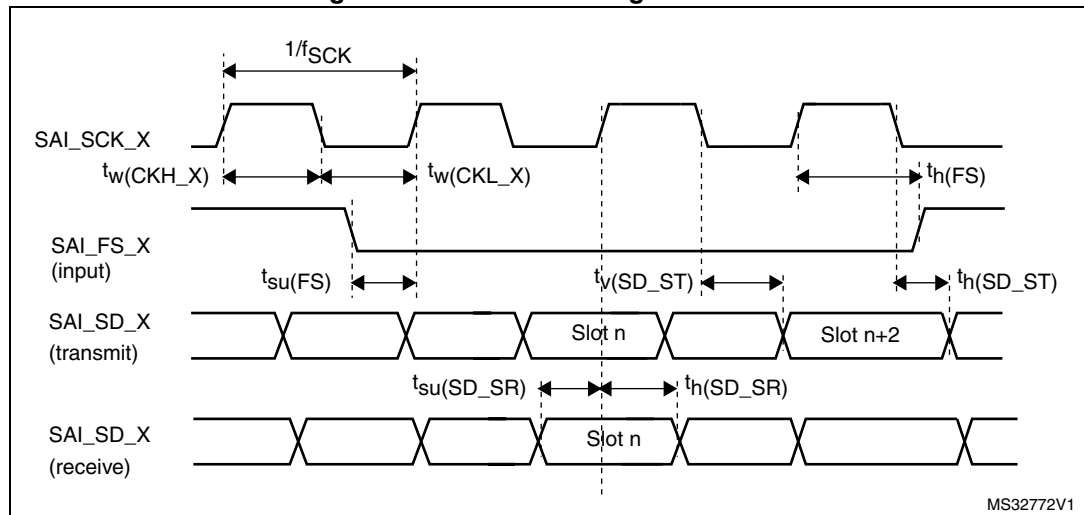 1/fSCK
SAI_SCK_X
tw(CKH_X)
tw(CKL_X)
th(FS)
SAI_FS_X
(input)
tsu(FS)
tv(SD_ST)
th(SD_ST)
SAI_SD_X
(transmit)
Slot n
Slot n+2
tsu(SD_SR)
th(SD_SR)
SAI_SD_X
(receive)
Slot n
MS32772V1